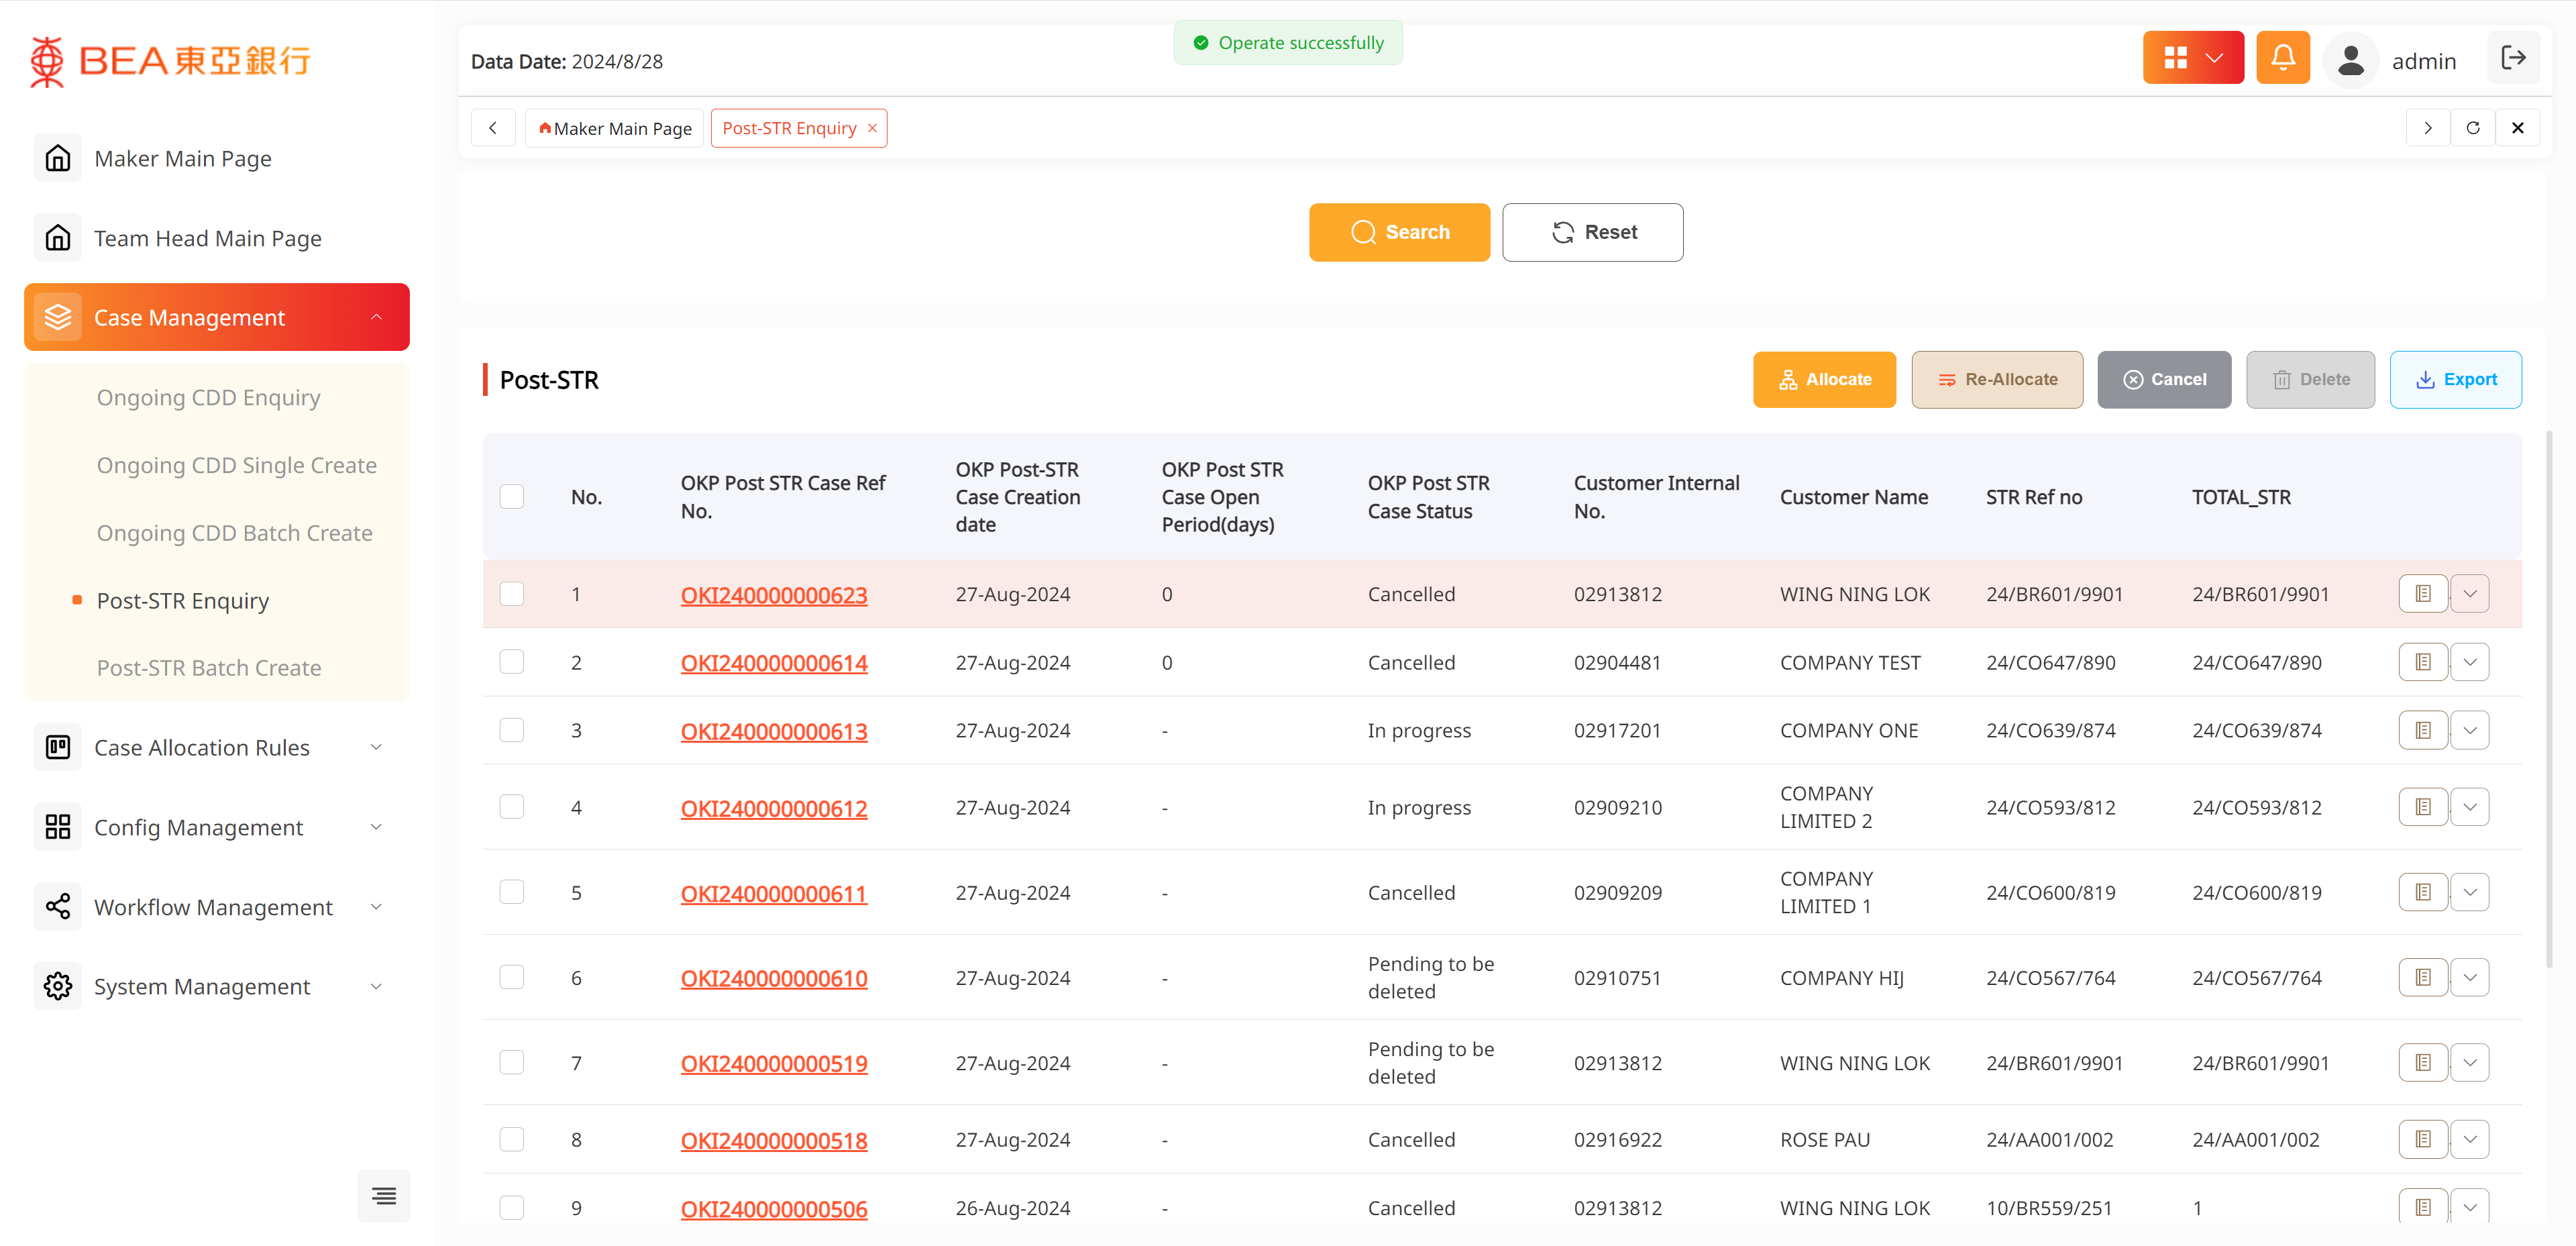 BEA東亞銀行
Data Date: 2024/8/28
Operate successfully
admin
Maker Main Page
Post-STR Enquiry
Maker Main Page
Team Head Main Page
Case Management
Ongoing CDD Enquiry
Ongoing CDD Single Create
Ongoing CDD Batch Create
Post-STR Enquiry
Post-STR Batch Create
Case Allocation Rules
Config Management
Workflow Management
System Management
Search
Reset
Post-STR
Allocate
Re-Allocate
Cancel
Delete
Export
No.
OKP Post STR Case Ref
No.
OKP Post-STR
Case Creation
date
OKP Post STR
Case Open
Period(days)
OKP Post STR
Case Status
Customer Internal
No.
Customer Name
STR Ref no
TOTAL_STR
1 OKI240000000623 27-Aug-2024 0 Cancelled 02913812 WING NING LOK 24/BR601/9901 24/BR601/9901
2 OKI240000000614 27-Aug-2024 0 Cancelled 02904481 COMPANY TEST 24/CO647/890 24/CO647/890
3 OKI240000000613 27-Aug-2024 - In progress 02917201 COMPANY ONE 24/CO639/874 24/CO639/874
4 OKI240000000612 27-Aug-2024 - In progress 02909210 COMPANY
LIMITED 2 24/CO593/812 24/CO593/812
5 OKI240000000611 27-Aug-2024 - Cancelled 02909209 COMPANY
LIMITED 1 24/CO600/819 24/CO600/819
6 OKI240000000610 27-Aug-2024 - Pending to be
deleted 02910751 COMPANY HIJ 24/CO567/764 24/CO567/764
7 OKI240000000519 27-Aug-2024 - Pending to be
deleted 02913812 WING NING LOK 24/BR601/9901 24/BR601/9901
8 OKI240000000518 27-Aug-2024 - Cancelled 02916922 ROSE PAU 24/AA001/002 24/AA001/002
9 OKI240000000506 26-Aug-2024 - Cancelled 02913812 WING NING LOK 10/BR559/251 1